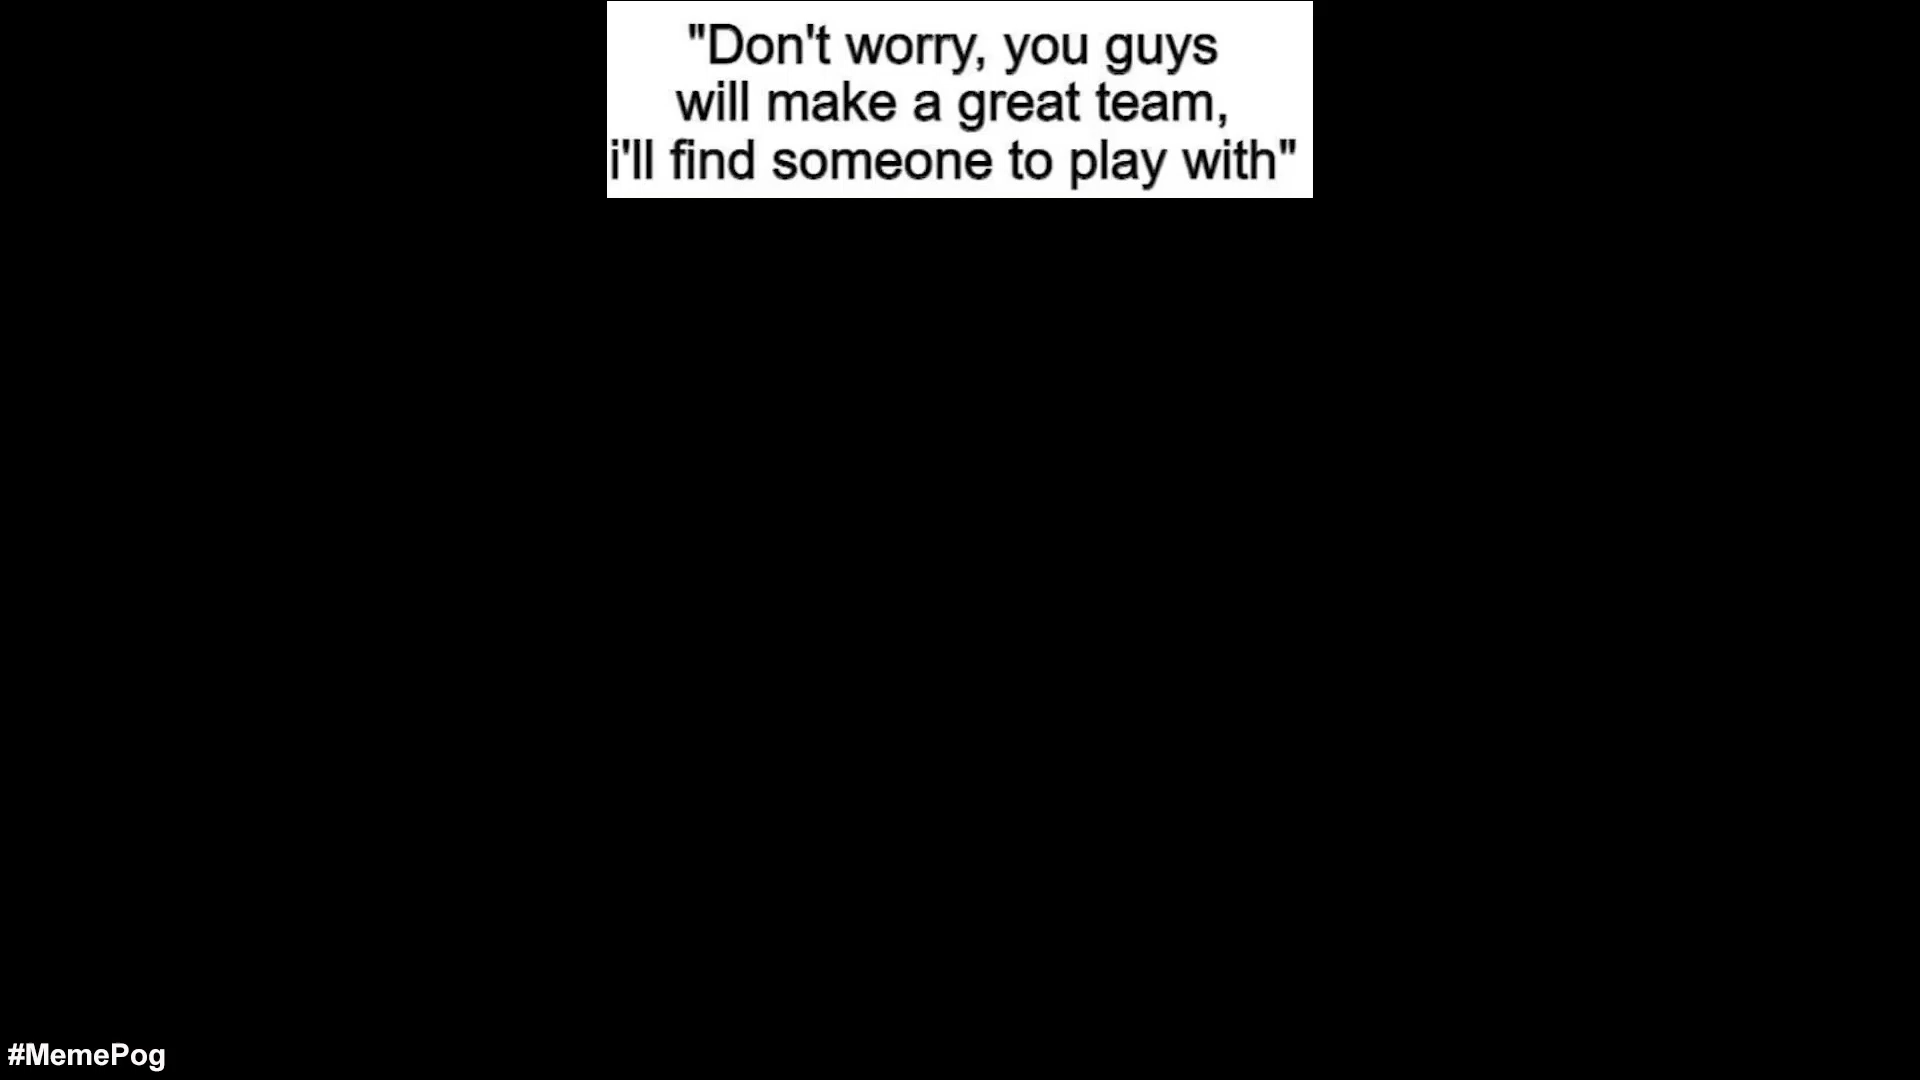 "Don't worry, you guys
will make a great team,
i'll find someone to play with"
#MemePog